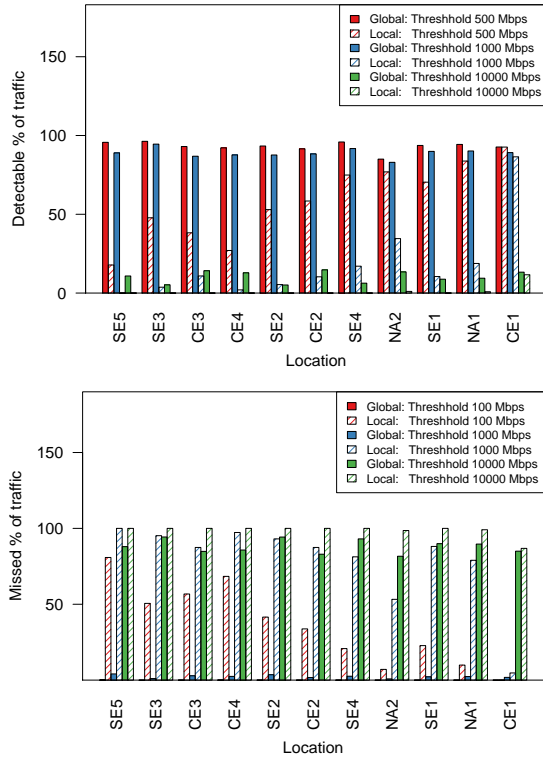 Detectable % of traffic
150
100
50
0
Global: Threshhold 500 Mbps
Local: Threshhold 500 Mbps
Global: Threshhold 1000 Mbps
Local: Threshhold 1000 Mbps
Global: Threshhold 10000 Mbps
Local: Threshhold 10000 Mbps
SE5 SE3 CE3 CE4 SE2 CE2 SE4 NA2 SE1 NA1 CE1
Location
Missed % of traffic
150
100
50
Global: Threshhold 100 Mbps
Local: Threshhold 100 Mbps
Global: Threshhold 1000 Mbps
Local: Threshhold 1000 Mbps
Global: Threshhold 10000 Mbps
Local: Threshhold 10000 Mbps
SE5 SE3 CE3 CE4 SE2 CE2 SE4 NA2 SE1 NA1 CE1
Location